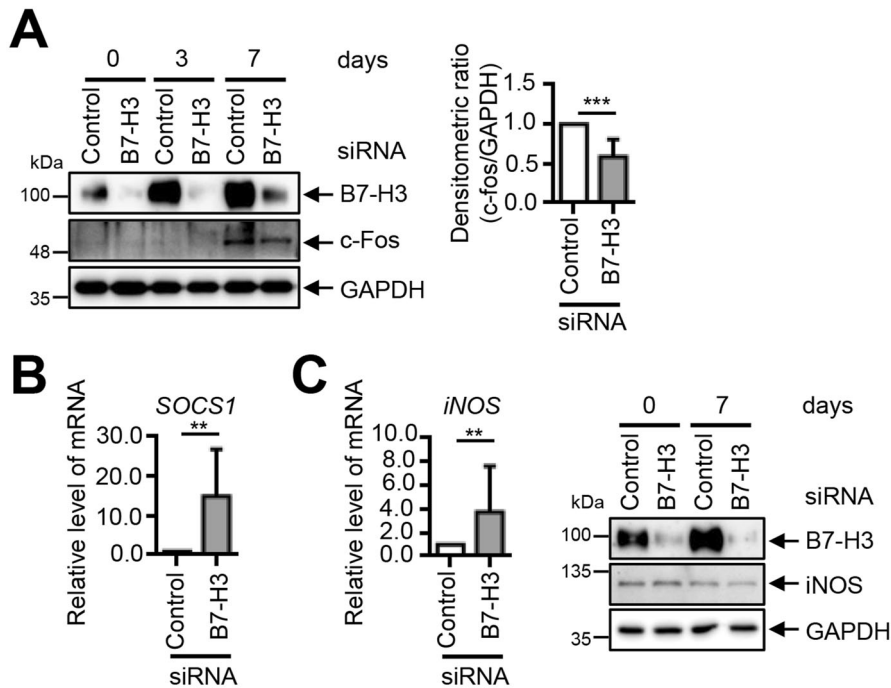 A
0 3 7 days
Control B7-H3 Control B7-H3 Control B7-H3 siRNA
kDa
100 B7-H3
c-Fos
48
35 GAPDH
Densitometric ratio
(c-fos/GAPDH)
1.5
***
1.0
0.5
0.0
Control B7-H3
siRNA
B
SOCS1
Relative level of mRNA
30.0
**
20.0
10.0
0.0
Control B7-H3
siRNA
C
iNOS
Relative level of mRNA
10.0
**
8.0
6.0
4.0
2.0
0.0
Control B7-H3
siRNA
0 7 days
Control B7-H3 Control B7-H3 siRNA
kDa
100 B7-H3
135
iNOS
35 GAPDH